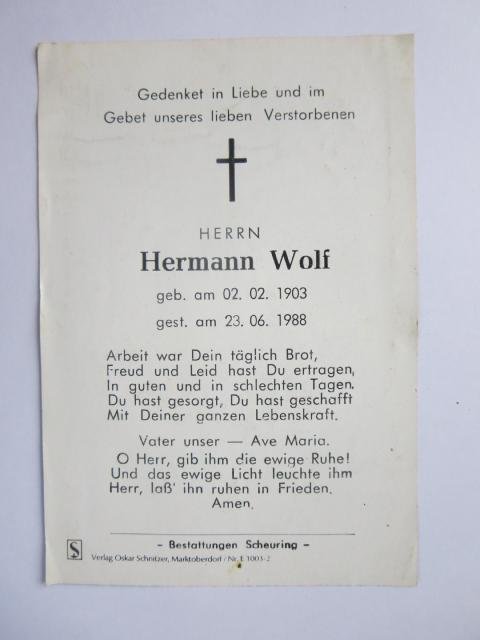 Gedenket in Liebe und im
Gebet unseres lieben Verstorbenen
HERRN
Hermann Wolf
geb. am 02. 02. 1903
gest. am 23. 06. 1988
Arbeit war Dein täglich Brot,
Freud und Leid hast Du ertragen,
In guten und in schlechten Tagen.
Du hast gesorgt, Du hast geschafft
Mit Deiner ganzen Lebenskraft.
Vater unser — Ave Maria.
O Herr, gib ihm die ewige Ruhe!
Und das ewige Licht leuchte ihm
Herr, laß' ihn ruhen in Frieden.
Amen.
- Bestattungen Scheuring -
S
Verlag Oskar Schnitzer, Marktoberdorf / Nr. E 1003-2